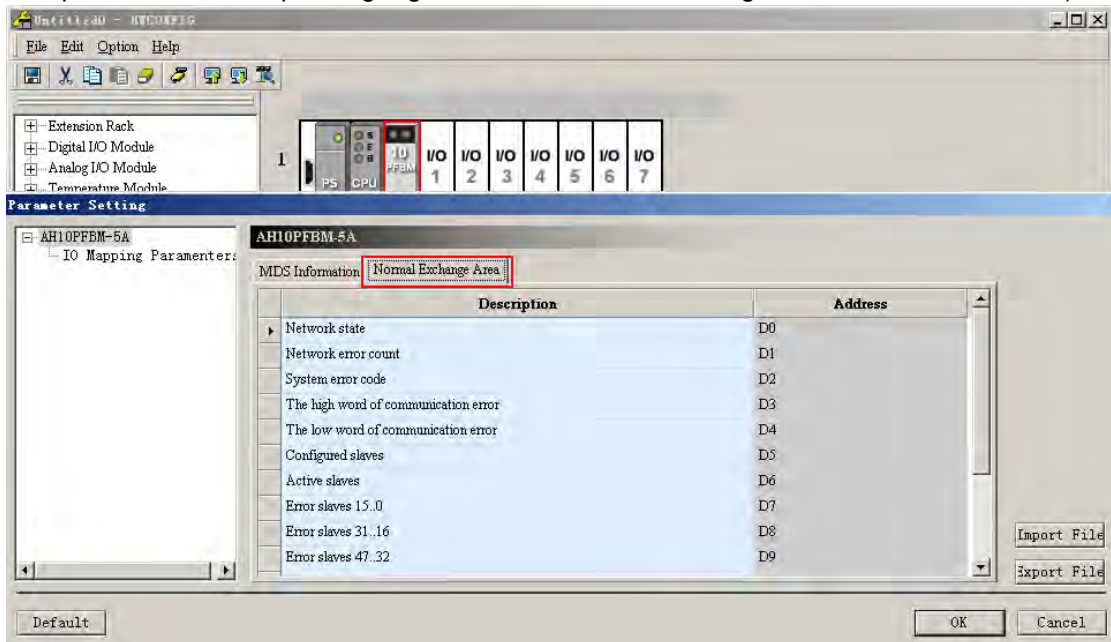 Untitled0 - HWCONFIG
File Edit Option Help
Extension Rack
Digital I/O Module
Analog I/O Module
Temperature Module
1
PS
CPU
S
E
B
10
PFBM
I/O I/O I/O I/O I/O I/O I/O
1 2 3 4 5 6 7
Parameter Setting
AH10PFBM-5A
IO Mapping Paramenter
AH10PFBM-5A
MDS Information Normal Exchange Area
Description Address
Network state D0
Network error count D1
System error code D2
The high word of communication error D3
The low word of communication error D4
Configured slaves D5
Active slaves D6
Error slaves 15..0 D7
Error slaves 31..16 D8
Error slaves 47..32 D9
Import File
Export File
Default OK Cancel